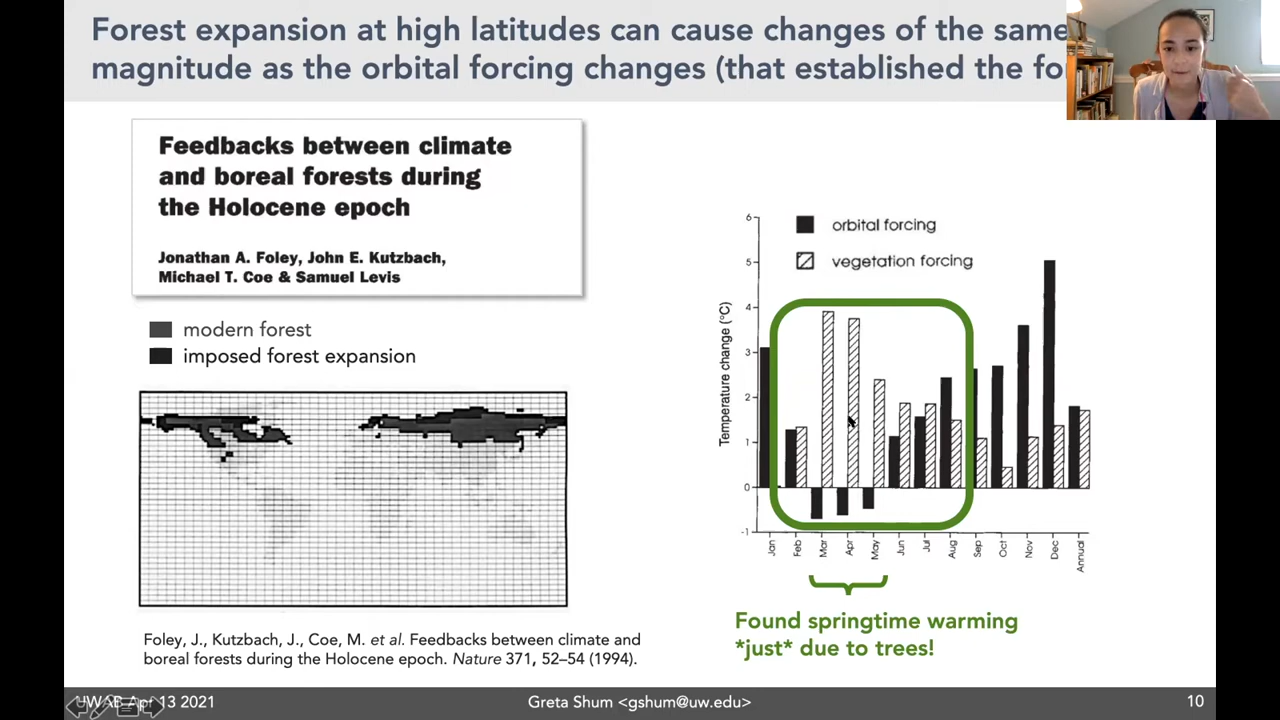 Forest expansion at high latitudes can cause changes of the same
magnitude as the orbital forcing changes (that established the
Feedbacks between climate
and boreal forests during
the Holocene epoch
Jonathan A. Foley, John E. Kutzbach,
Michael T. Coe & Samuel Levis
modern forest
imposed forest expansion
Foley, J., Kutzbach, J., Coe, M. et al. Feedbacks between climate and
boreal forests during the Holocene epoch. Nature 371, 52–54 (1994).
orbital forcing
vegetation forcing
Temperature change (°C)
6
5
4
3
2
1
0
-1
Jan
Feb
Mar
Apr
May
Jun
Jul
Aug
Sep
Oct
Nov
Dec
Annual
Found springtime warming
*just* due to trees!
UWAB Apr 13 2021
Greta Shum <gshum@uw.edu>
10